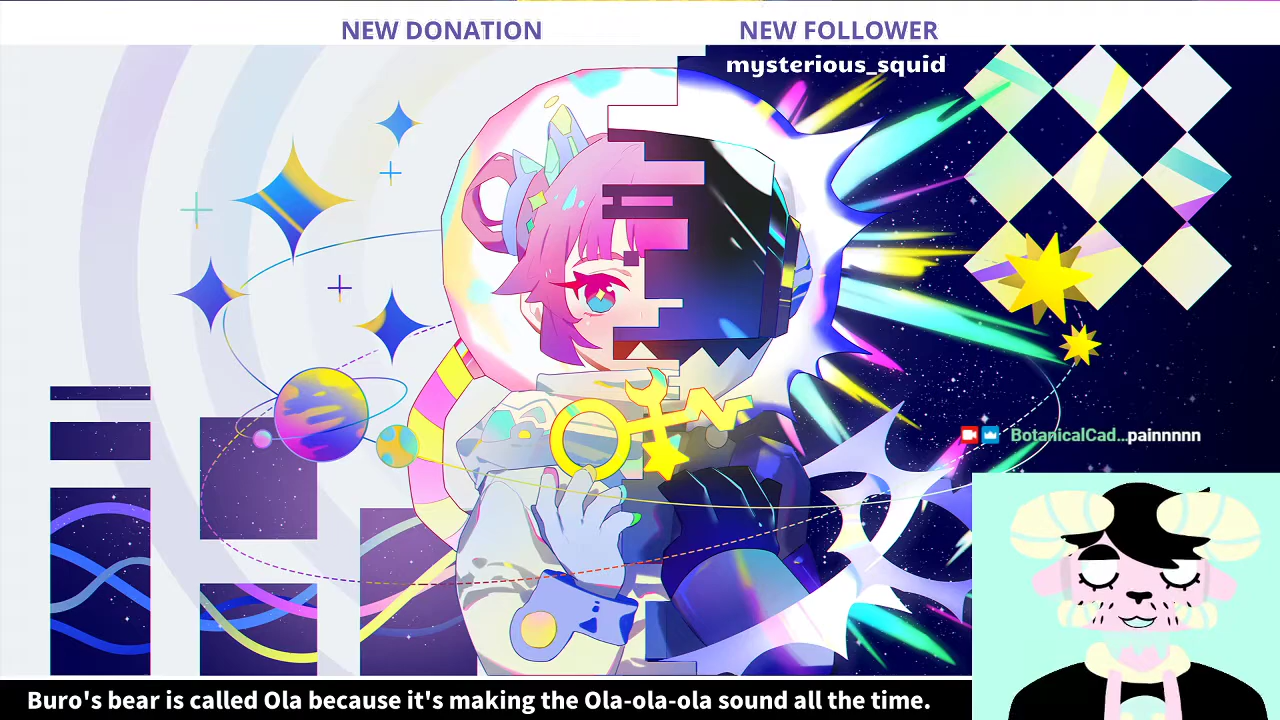 NEW DONATION
NEW FOLLOWER
mysterious_squid
BotanicalCad...painnnnn
Buro's bear is called Ola because it's making the Ola-ola-ola sound all the time.